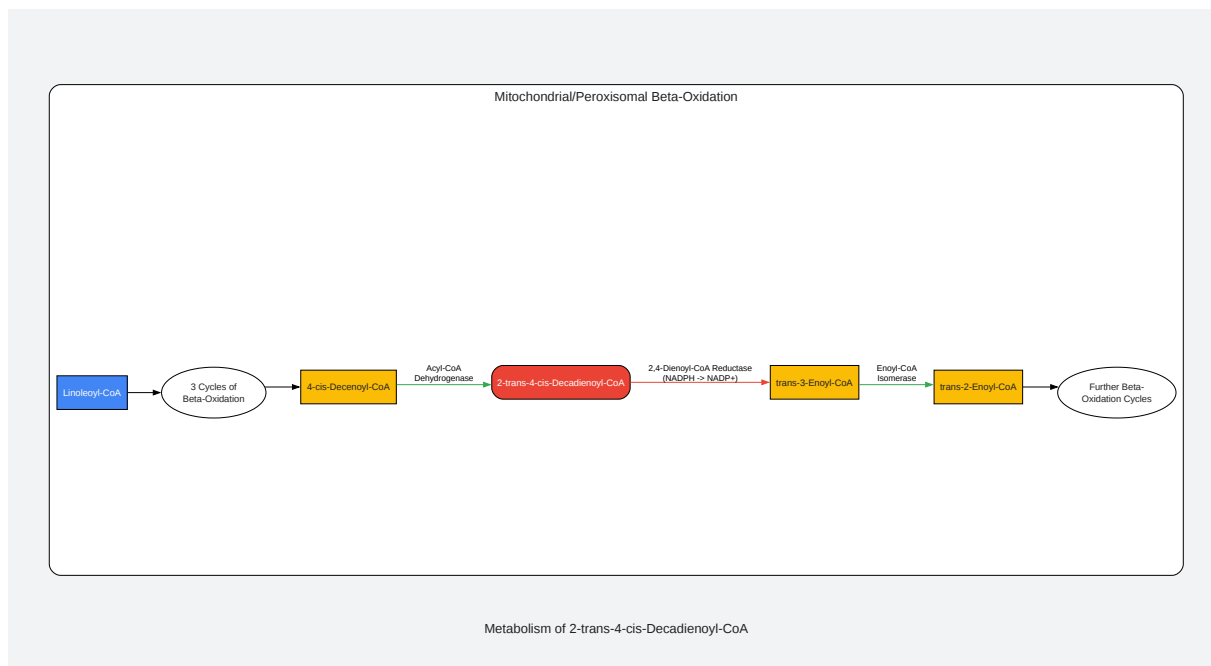 Mitochondrial/Peroxisomal Beta-Oxidation
Linoleoyl-CoA
3 Cycles of
Beta-Oxidation
4-cis-Decenoyl-CoA
Acyl-CoA
Dehydrogenase
2-trans-4-cis-Decadienoyl-CoA
2,4-Dienoyl-CoA Reductase
(NADPH -> NADP+)
trans-3-Enoyl-CoA
Enoyl-CoA
Isomerase
trans-2-Enoyl-CoA
Further Beta-
Oxidation Cycles
Metabolism of 2-trans-4-cis-Decadienoyl-CoA